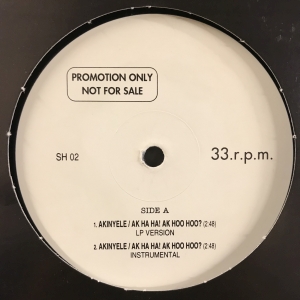 PROMOTION ONLY
NOT FOR SALE
SH 02
33.r.p.m.
SIDE A
1. AKINYELE / AK HA HA! AK HOO HOO? (2:48)
LP VERSION
2. AKINYELE / AK HA HA! AK HOO HOO? (2:48)
INSTRUMENTAL